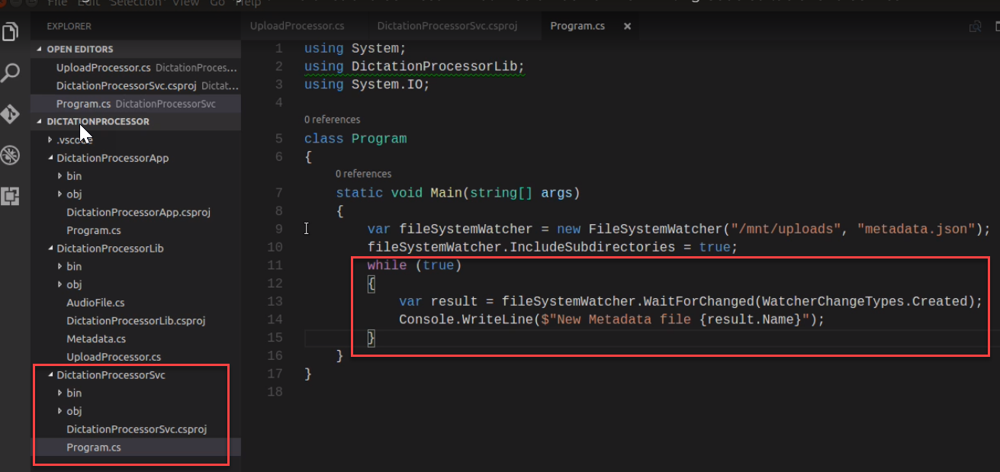 File Edit Selection View Go Help
EXPLORER
OPEN EDITORS
UploadProcessor.cs DictationProces...
DictationProcessorSvc.csproj Dictat...
Program.cs DictationProcessorSvc
DICTATIONPROCESSOR
.vscode
DictationProcessorApp
bin
obj
DictationProcessorApp.csproj
Program.cs
DictationProcessorLib
bin
obj
AudioFile.cs
DictationProcessorLib.csproj
Metadata.cs
UploadProcessor.cs
DictationProcessorSvc
bin
obj
DictationProcessorSvc.csproj
Program.cs
UploadProcessor.cs DictationProcessorSvc.csproj Program.cs
1 using System;
2 using DictationProcessorLib;
3 using System.IO;
4
0 references
5 class Program
6 {
0 references
7 static void Main(string[] args)
8 {
9 var fileSystemWatcher = new FileSystemWatcher("/mnt/uploads", "metadata.json");
10 fileSystemWatcher.IncludeSubdirectories = true;
11 while (true)
12 {
13 var result = fileSystemWatcher.WaitForChanged(WatcherChangeTypes.Created);
14 Console.WriteLine($"New Metadata file {result.Name}");
15 }
16 }
17 }
18